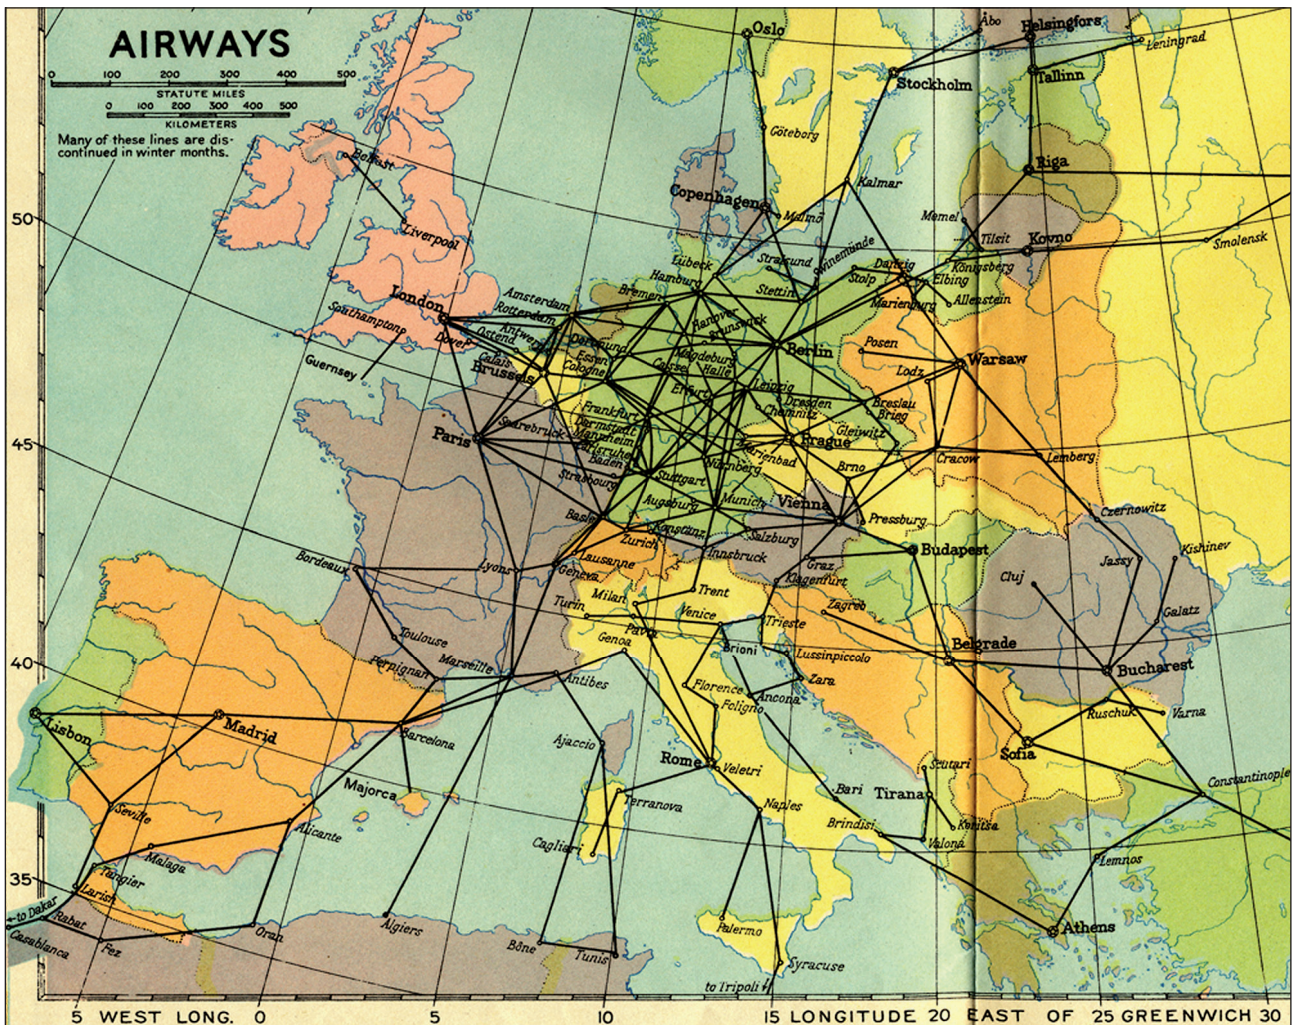 AIRWAYS
0 100 200 300 400 500
STATUTE MILES
0 100 200 300 400 500
KILOMETERS
Many of these lines are dis-
continued in winter months.
50
45
40
35
Oslo
Åbo
Helsingfors
Leningrad
Stockholm
Tallinn
Göteborg
Belfast
Riga
Liverpool
Copenhagen
Kalmar
Malmö
Memel
Tilsit
Kovno
Smolensk
Lübeck
Stralsund
Swinemünde
Hamburg
Stettin
Stolp
Danzig
Elbing
Königsberg
London
Amsterdam
Rotterdam
Bremen
Marienburg
Allenstein
Southampton
Dover
Ostend
Antwerp
Hanover
Brunswick
Dortmund
Berlin
Posen
Warsaw
Guernsey
Calais
Brussels
Essen
Cologne
Magdeburg
Cassel
Halle
Lodz
Erfurt
Leipzig
Dresden
Chemnitz
Breslau
Brieg
Paris
Saarebruck
Frankfurt
Darmstadt
Mannheim
Karlsruhe
Baden
Strasbourg
Stuttgart
Nürnberg
Marienbad
Prague
Gleiwitz
Cracow
Lemberg
Brno
Augsburg
Munich
Vienna
Pressburg
Czernowitz
Basle
Konstanz
Zurich
Salzburg
Innsbruck
Budapest
Jassy
Kishinev
Bordeaux
Lyons
Lausanne
Geneva
Graz
Klagenfurt
Cluj
Trent
Milan
Turin
Venice
Zagreb
Galatz
Toulouse
Pavia
Genoa
Trieste
Brioni
Belgrade
Perpignan
Marseille
Antibes
Lussinpiccolo
Zara
Bucharest
Florence
Ancona
Foligno
Lisbon
Madrid
Barcelona
Ajaccio
Ruschuk
Varna
Sofia
Rome
Veletri
Scutari
Constantinople
Majorca
Terranova
Bari
Tirana
Seville
Alicante
Naples
Brindisi
Koritsa
Valona
Cagliari
Malaga
Tangier
Larish
Lemnos
←to Dakar
Rabat
Casablanca
Fez
Oran
Algiers
Bône
Tunis
Palermo
Syracuse
Athens
to Tripoli
5 WEST LONG. 0 5 10 15 LONGITUDE 20 EAST OF 25 GREENWICH 30